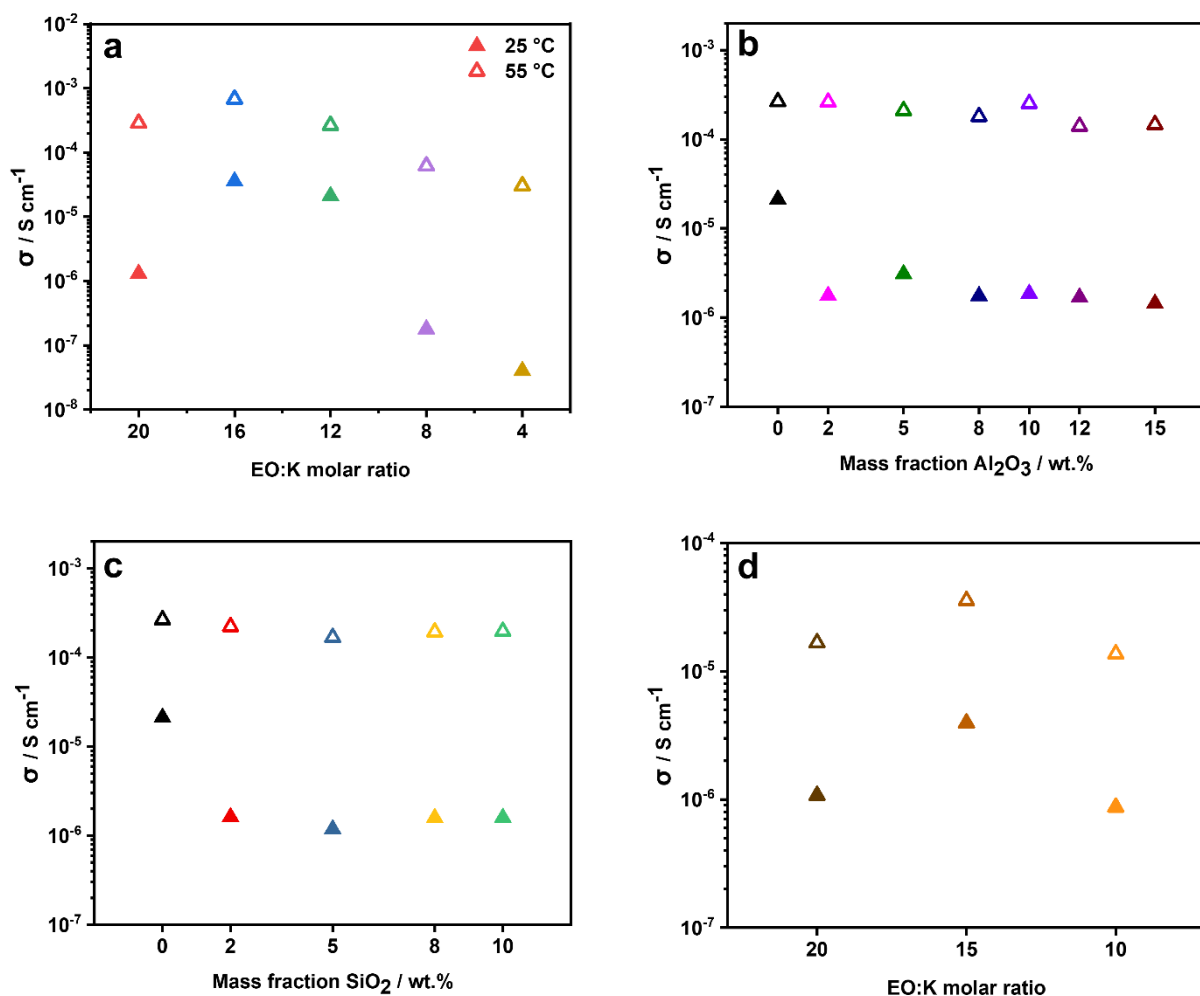 a
25 °C
55 °C
10⁻²
10⁻³
10⁻⁴
10⁻⁵
10⁻⁶
10⁻⁷
10⁻⁸
σ / S cm⁻¹
20 16 12 8 4
EO:K molar ratio
b
10⁻³
10⁻⁴
10⁻⁵
10⁻⁶
10⁻⁷
σ / S cm⁻¹
0 2 5 8 10 12 15
Mass fraction Al₂O₃ / wt.%
c
10⁻³
10⁻⁴
10⁻⁵
10⁻⁶
10⁻⁷
σ / S cm⁻¹
0 2 5 8 10
Mass fraction SiO₂ / wt.%
d
10⁻⁴
10⁻⁵
10⁻⁶
10⁻⁷
σ / S cm⁻¹
20 15 10
EO:K molar ratio